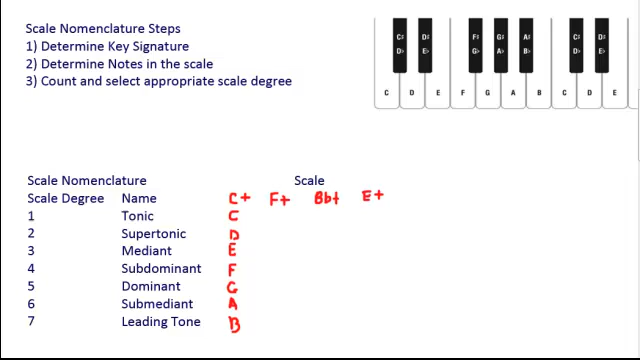 Scale Nomenclature Steps
1) Determine Key Signature
2) Determine Notes in the scale
3) Count and select appropriate scale degree
C# D# F# G# A# C# D#
Db Eb Gb Ab Bb Db Eb
C D E F G A B C D E
Scale Nomenclature Scale
Scale Degree Name C+ F+ Bb+ E+
1 Tonic C
2 Supertonic D
3 Mediant E
4 Subdominant F
5 Dominant G
6 Submediant A
7 Leading Tone B